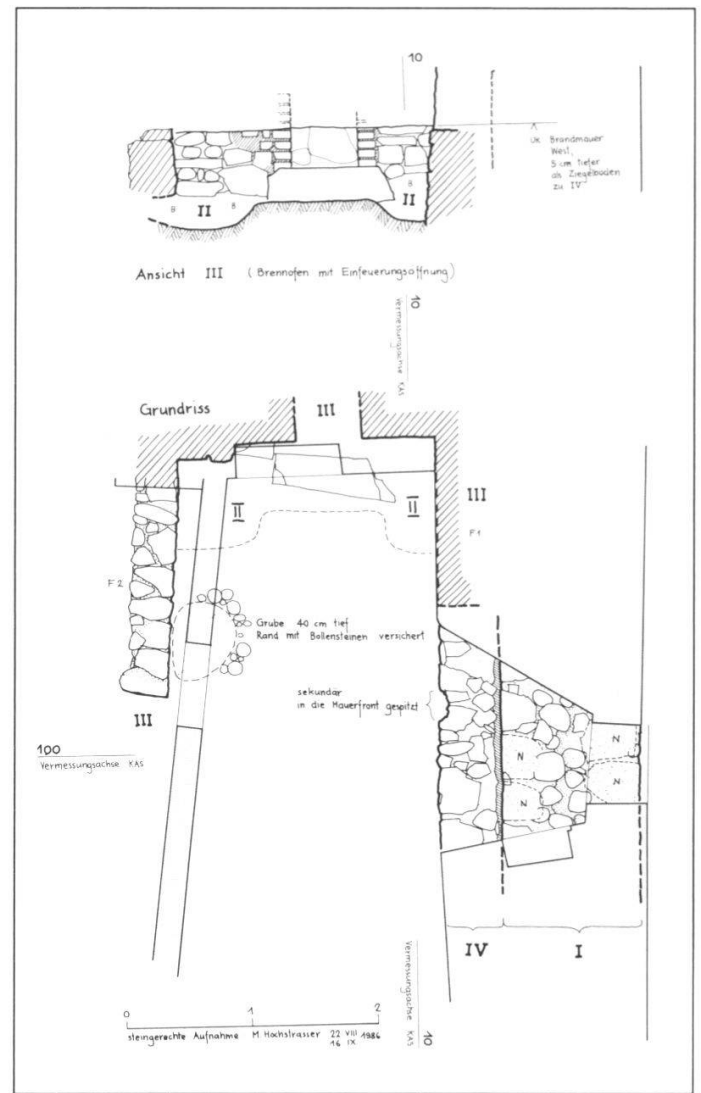 10
UK Brandmauer
West,
5 cm tiefer
als Ziegelboden
zu IV
B II B
B II
Ansicht III (Brennofen mit Einfeuerungsöffnung)
10
Vermessungsachse KAS
Grundriss
III
II
II
III
F1
F2
Grube 40 cm tief
Rand mit Bollensteinen versichert
sekundär
in die Mauerfront gespitzt
III
100
Vermessungsachse KAS
N
N
N
N
IV
I
Vermessungsachse KAS
10
0 1 2
steingerechte Aufnahme M. Hochstrasser 22 VIII 1986
16 IX